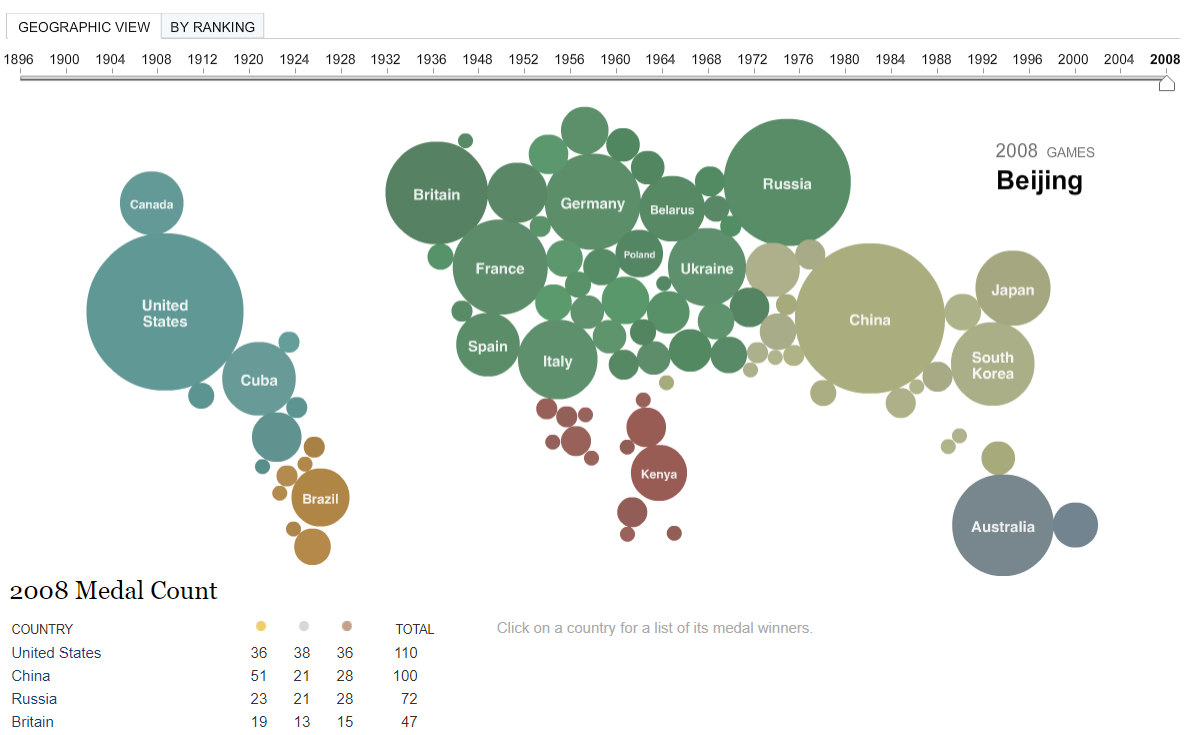 GEOGRAPHIC VIEW BY RANKING
1896 1900 1904 1908 1912 1920 1924 1928 1932 1936 1948 1952 1956 1960 1964 1968 1972 1976 1980 1984 1988 1992 1996 2000 2004 2008
2008 GAMES
Beijing
Canada
United
States
Cuba
Brazil
Britain
Germany
Belarus
Russia
France
Poland
Ukraine
Spain
Italy
Kenya
China
Japan
South
Korea
Australia
2008 Medal Count
COUNTRY TOTAL
United States 36 38 36 110
China 51 21 28 100
Russia 23 21 28 72
Britain 19 13 15 47
Click on a country for a list of its medal winners.